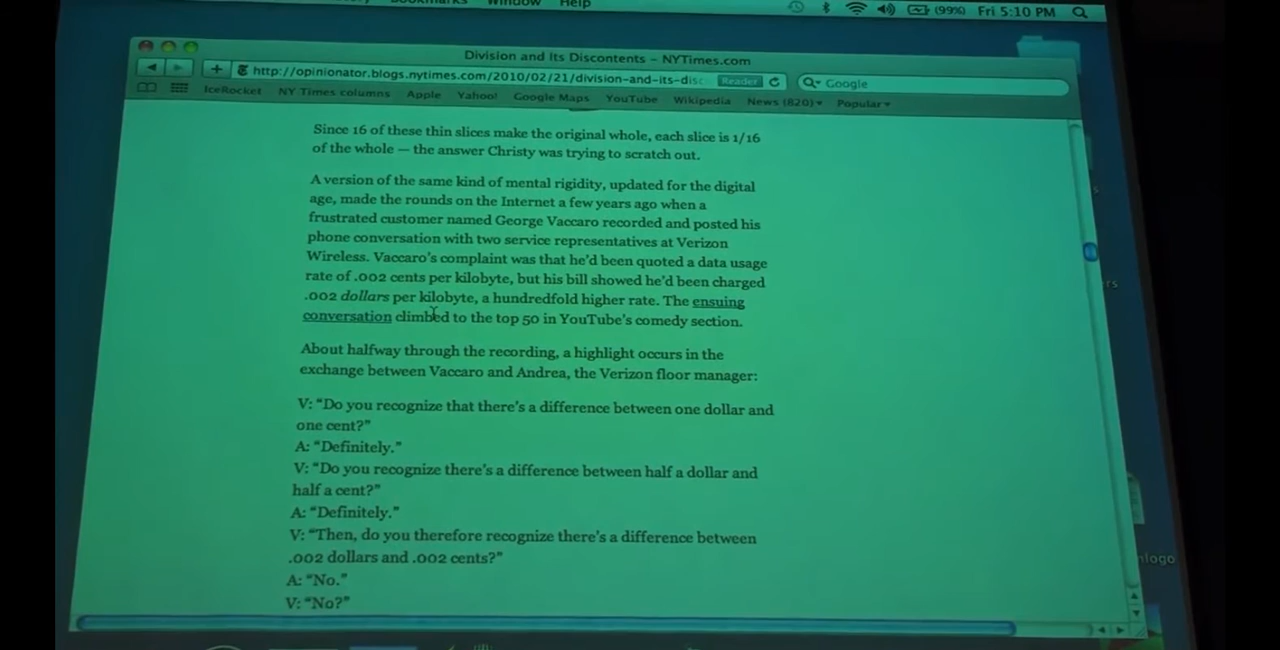 Bookmarks Window Help
(99%) Fri 5:10 PM
Division and Its Discontents – NYTimes.com
http://opinionator.blogs.nytimes.com/2010/02/21/division-and-its-disc Reader Google
IceRocket NY Times columns Apple Yahoo! Google Maps YouTube Wikipedia News (820) Popular
Since 16 of these thin slices make the original whole, each slice is 1/16
of the whole — the answer Christy was trying to scratch out.
A version of the same kind of mental rigidity, updated for the digital
age, made the rounds on the Internet a few years ago when a
frustrated customer named George Vaccaro recorded and posted his
phone conversation with two service representatives at Verizon
Wireless. Vaccaro's complaint was that he'd been quoted a data usage
rate of .002 cents per kilobyte, but his bill showed he'd been charged
.002 dollars per kilobyte, a hundredfold higher rate. The ensuing
conversation climbed to the top 50 in YouTube's comedy section.
About halfway through the recording, a highlight occurs in the
exchange between Vaccaro and Andrea, the Verizon floor manager:
V: "Do you recognize that there's a difference between one dollar and
one cent?"
A: "Definitely."
V: "Do you recognize there's a difference between half a dollar and
half a cent?"
A: "Definitely."
V: "Then, do you therefore recognize there's a difference between
.002 dollars and .002 cents?"
A: "No."
V: "No?"